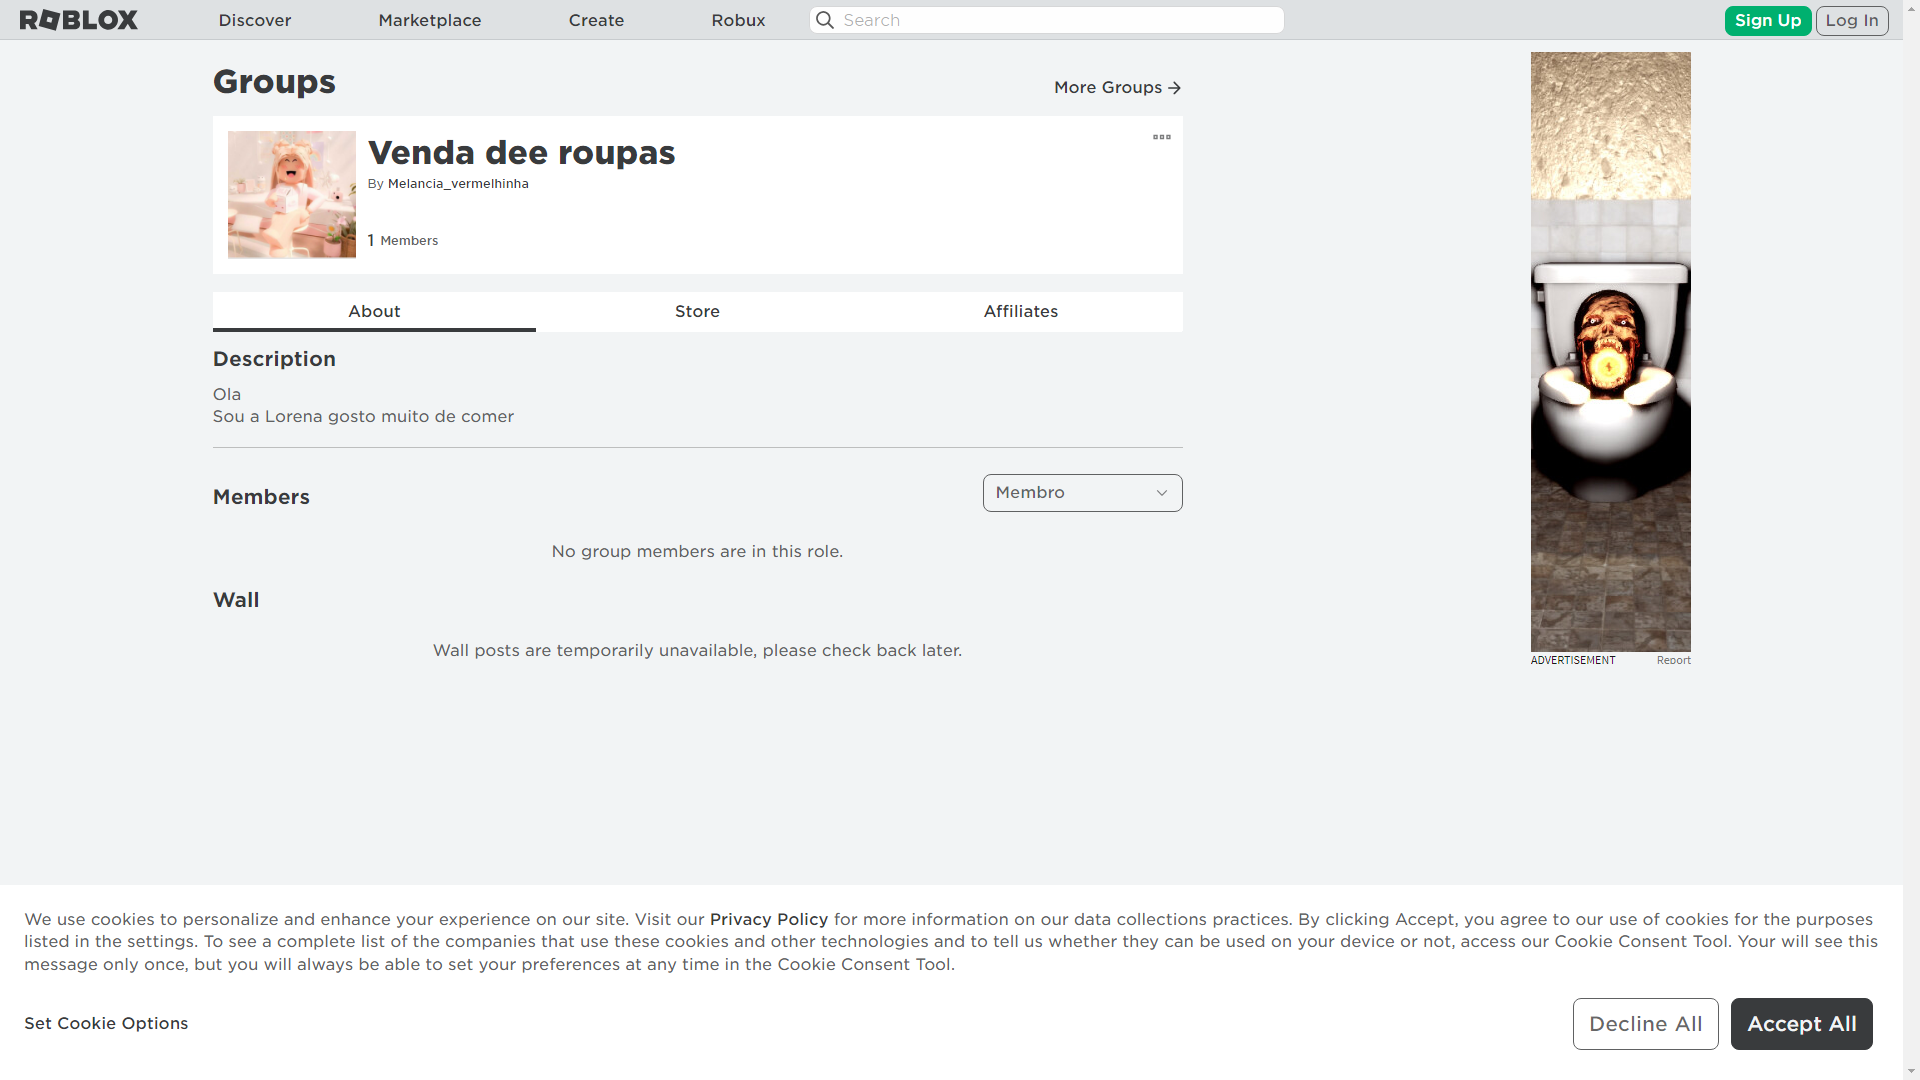 ROBLOX
Discover
Marketplace
Create
Robux
Search
Sign Up
Log In
Groups
More Groups
Venda dee roupas
By Melancia_vermelhinha
1 Members
About
Store
Affiliates
Description
Ola
Sou a Lorena gosto muito de comer
Members
Membro
No group members are in this role.
Wall
Wall posts are temporarily unavailable, please check back later.
ADVERTISEMENT
Report
We use cookies to personalize and enhance your experience on our site. Visit our Privacy Policy for more information on our data collections practices. By clicking Accept, you agree to our use of cookies for the purposes
listed in the settings. To see a complete list of the companies that use these cookies and other technologies and to tell us whether they can be used on your device or not, access our Cookie Consent Tool. Your will see this
message only once, but you will always be able to set your preferences at any time in the Cookie Consent Tool.
Set Cookie Options
Decline All
Accept All